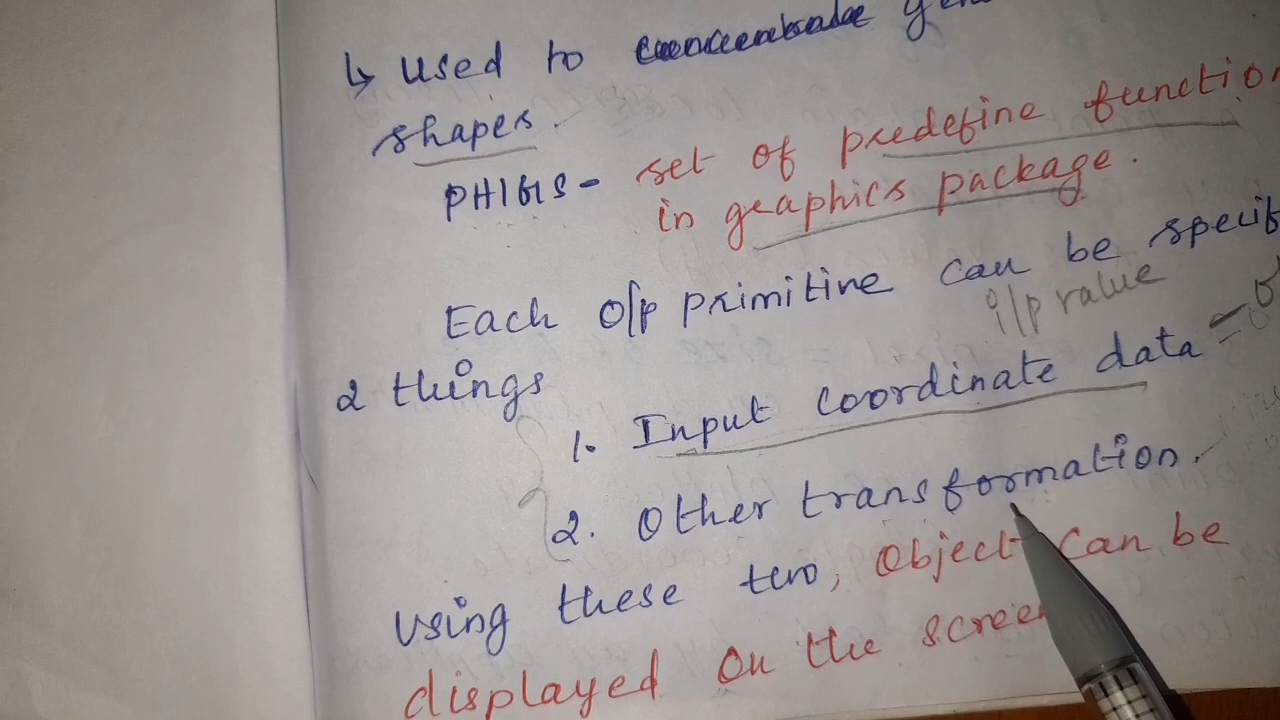 ↳ used to
shapes.
PHIGS - set of predefine function
in graphics package.
Each o/p primitive can be
i/p value
2 things
1. Input coordinate data =
2. Other transformation.
using these two, object can be
displayed on the screen